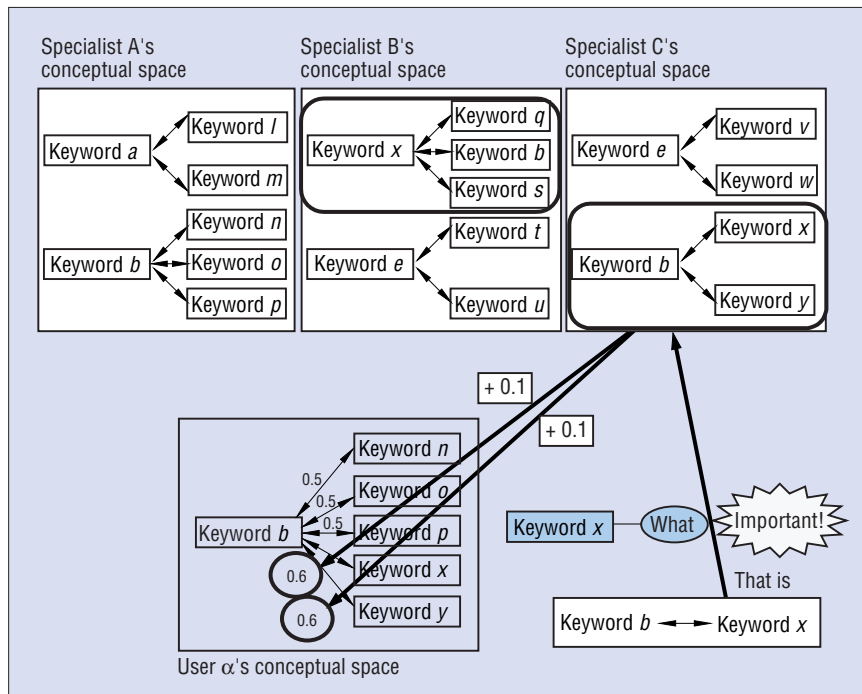 Specialist A's
conceptual space
Specialist B's
conceptual space
Specialist C's
conceptual space
Keyword a
Keyword l
Keyword m
Keyword b
Keyword n
Keyword o
Keyword p
Keyword x
Keyword q
Keyword b
Keyword s
Keyword e
Keyword t
Keyword u
Keyword e
Keyword v
Keyword w
Keyword b
Keyword x
Keyword y
+ 0.1
+ 0.1
Keyword b
0.5
0.5
0.5
0.6
0.6
Keyword n
Keyword o
Keyword p
Keyword x
Keyword y
User α's conceptual space
Keyword x
What
Important!
That is
Keyword b
Keyword x